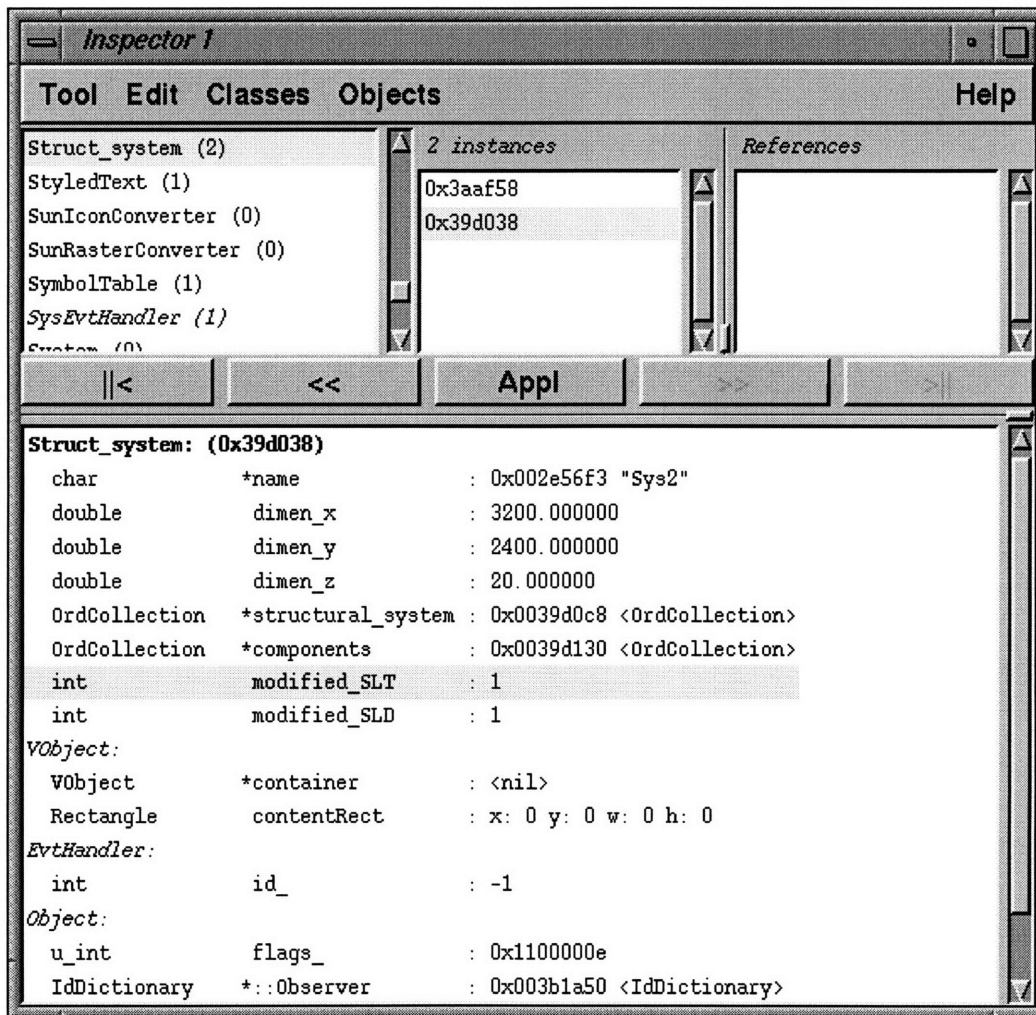 Inspector 1
Tool Edit Classes Objects Help
Struct_system (2)
StyledText (1)
SunIconConverter (0)
SunRasterConverter (0)
SymbolTable (1)
SysEvtHandler (1)
System (0)
2 instances
0x3aaf58
0x39d038
References
||< << Appl >> >||
Struct_system: (0x39d038)
char *name : 0x002e56f3 "Sys2"
double dimen_x : 3200.000000
double dimen_y : 2400.000000
double dimen_z : 20.000000
OrdCollection *structural_system : 0x0039d0c8 <OrdCollection>
OrdCollection *components : 0x0039d130 <OrdCollection>
int modified_SLT : 1
int modified_SLD : 1
VObject:
VObject *container : <nil>
Rectangle contentRect : x: 0 y: 0 w: 0 h: 0
EvtHandler:
int id_ : -1
Object:
u_int flags_ : 0x1100000e
IdDictionary *::Observer : 0x003b1a50 <IdDictionary>